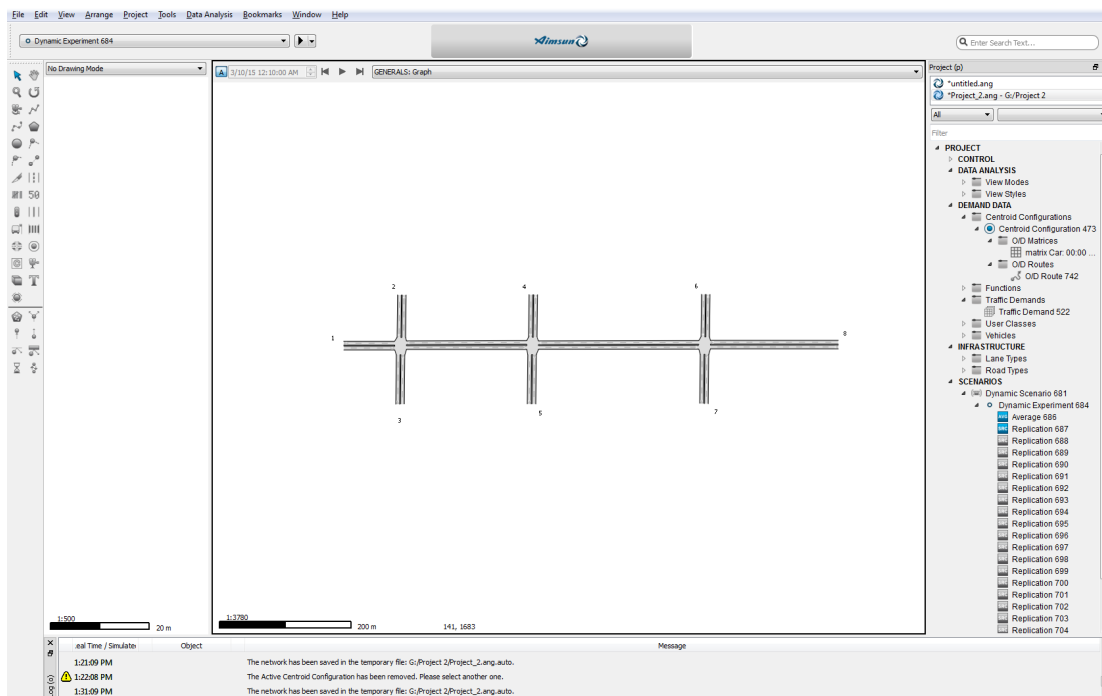 File Edit View Arrange Project Tools Data Analysis Bookmarks Window Help
Dynamic Experiment 684
Aimsun
Enter Search Text...
No Drawing Mode
A 3/10/15 12:10:00 AM
GENERALS: Graph
Project (p)
*untitled.ang
*Project_2.ang - G:/Project 2
All
Filter
PROJECT
CONTROL
DATA ANALYSIS
View Modes
View Styles
DEMAND DATA
Centroid Configurations
Centroid Configuration 473
O/D Matrices
matrix Car: 00:00 ...
O/D Routes
O/D Route 742
Functions
Traffic Demands
Traffic Demand 522
User Classes
Vehicles
INFRASTRUCTURE
Lane Types
Road Types
SCENARIOS
Dynamic Scenario 681
Dynamic Experiment 684
AVG Average 686
Replication 687
Replication 688
Replication 689
Replication 690
Replication 691
Replication 692
Replication 693
Replication 694
Replication 695
Replication 696
Replication 697
Replication 698
Replication 699
Replication 700
Replication 701
Replication 702
Replication 703
Replication 704
50
2 4 6
1 8
3 5 7
1:500
20 m
1:3780
200 m
141, 1683
:eal Time / Simulate Object Message
1:21:09 PM The network has been saved in the temporary file: G:/Project 2/Project_2.ang.auto.
1:22:08 PM The Active Centroid Configuration has been removed. Please select another one.
1:31:09 PM The network has been saved in the temporary file: G:/Project 2/Project_2.ang.auto.